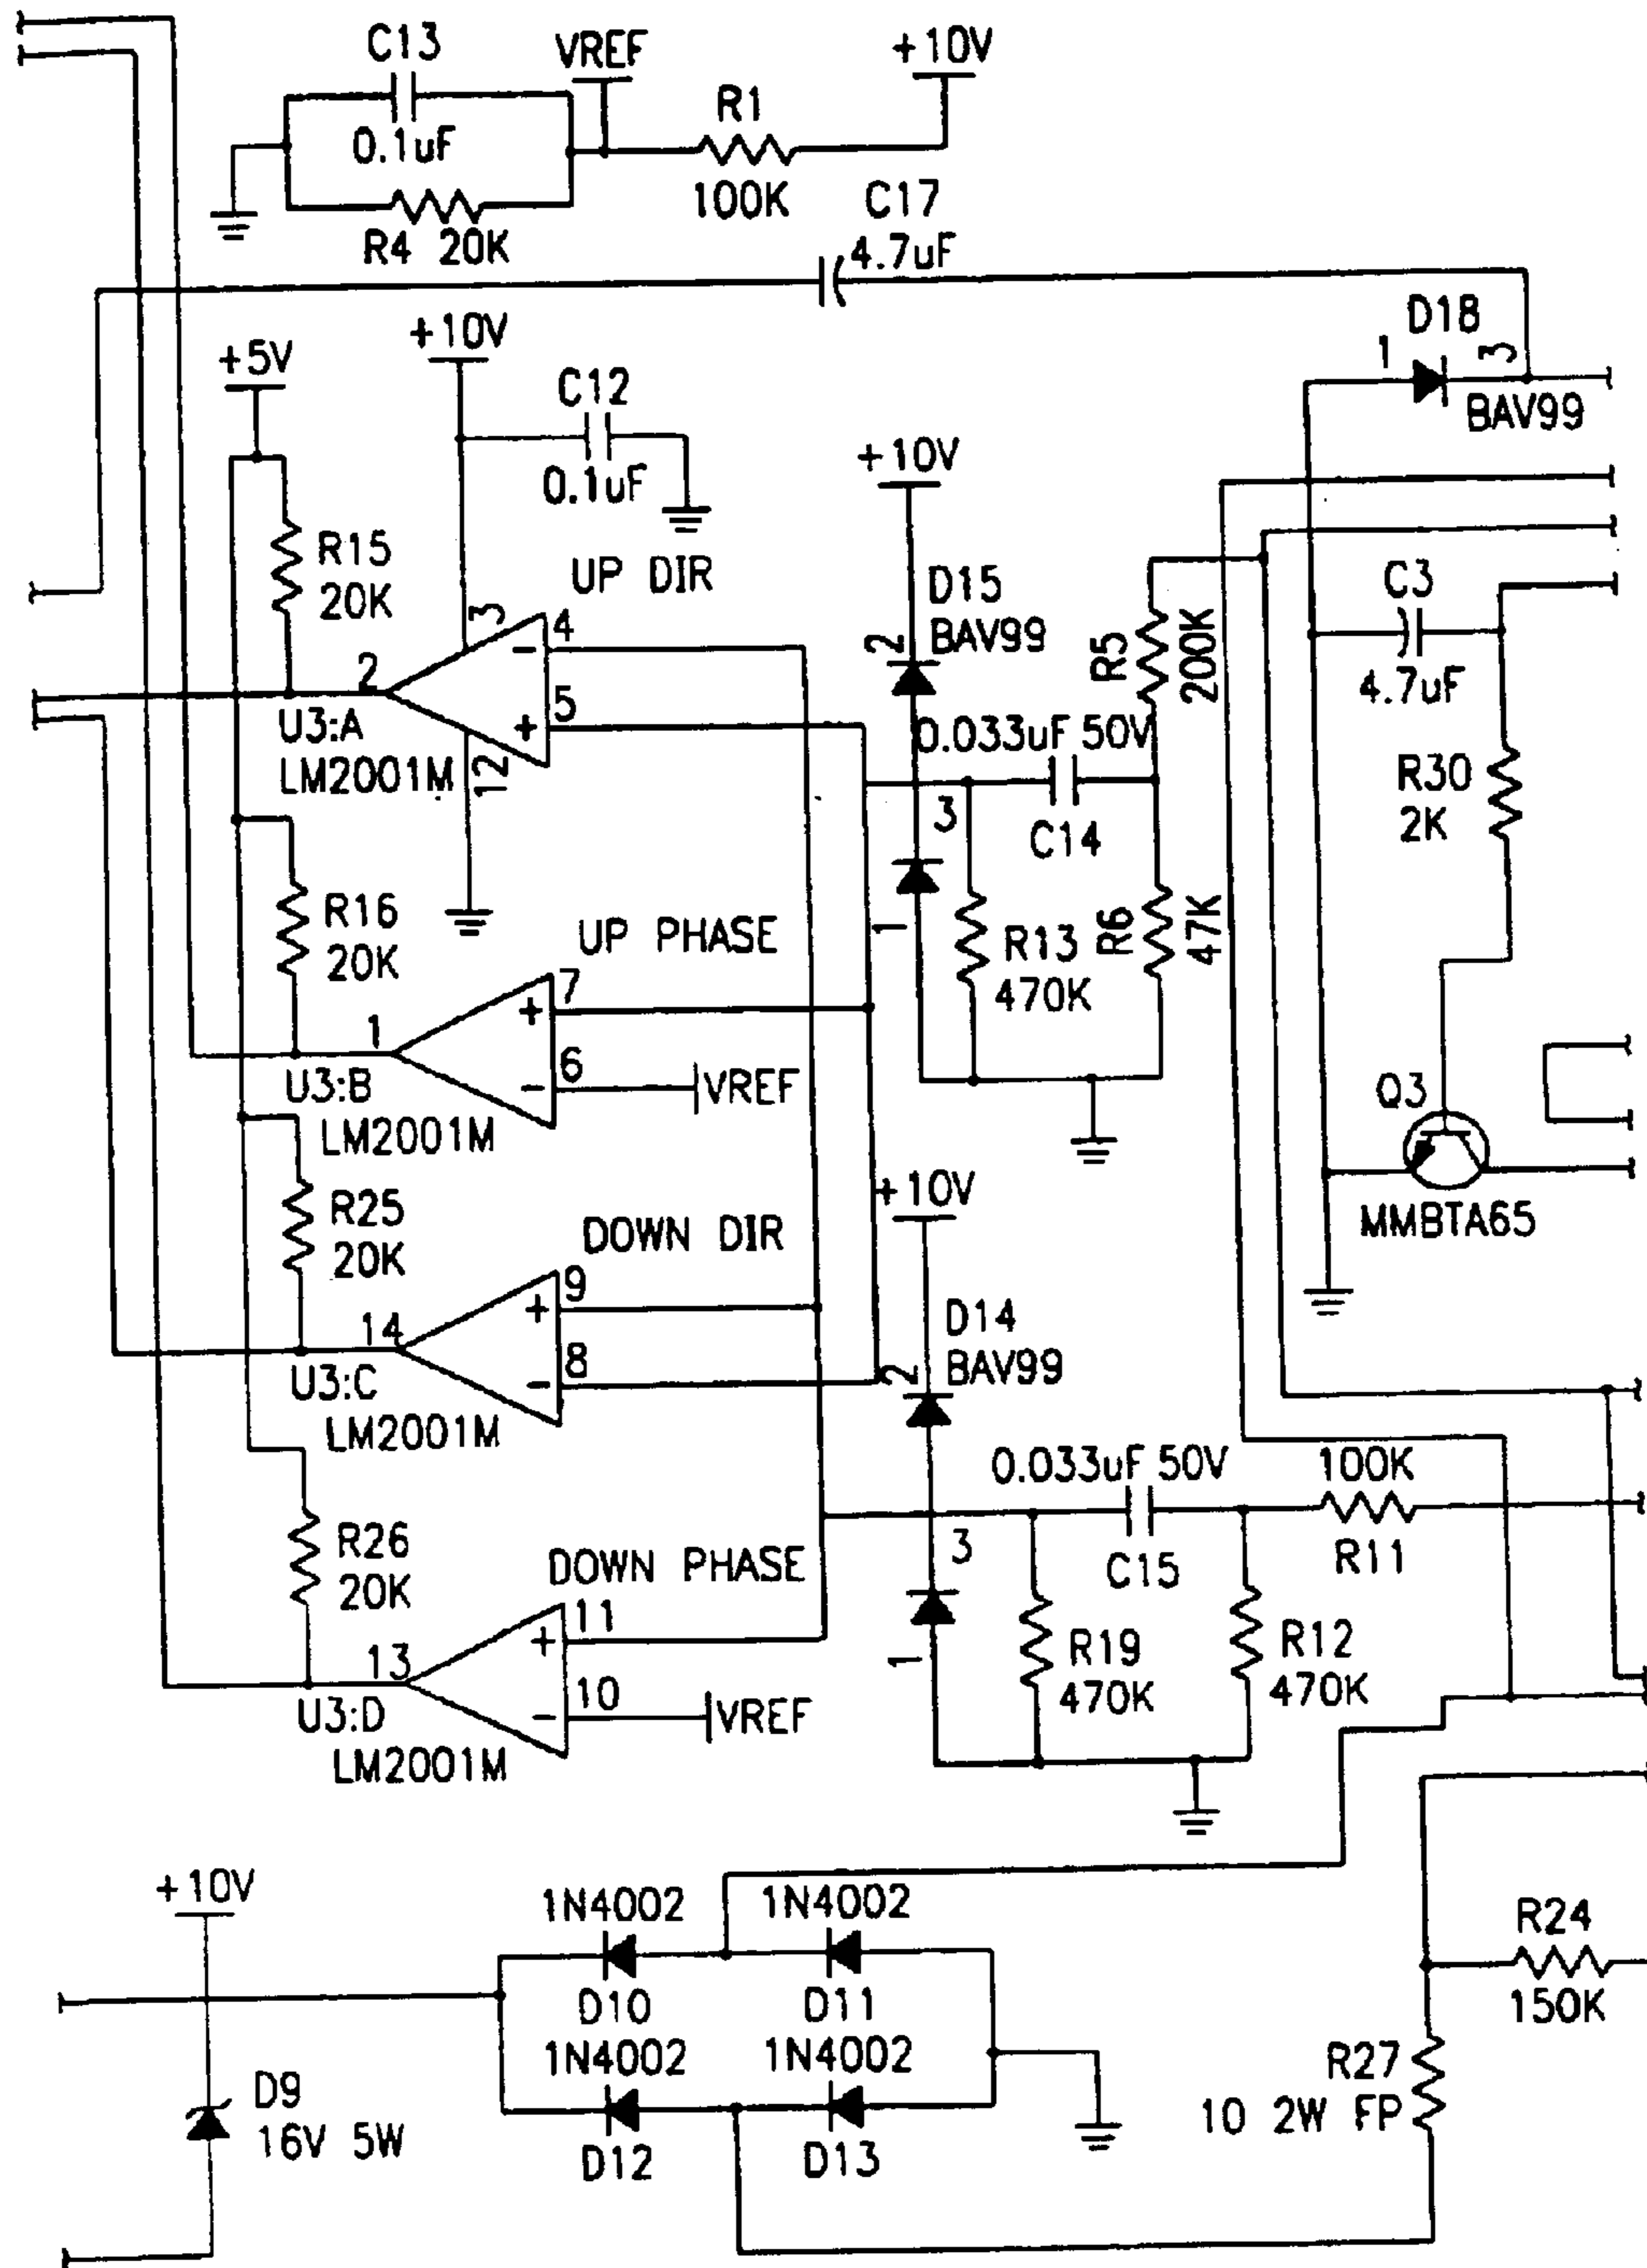 C13
VREF
+10V
R1
0.1uF
100K
C17
R4 20K
4.7uF
D18
1
3
BAV99
+10V
+5V
C12
0.1uF
+10V
R15
20K
UP DIR
D15
BAV99
2
R5
200K
C3
4.7uF
3
4
2
-
5
+
U3:A
LM2001M
12
0.033uF 50V
3
C14
R30
2K
R16
20K
UP PHASE
1
R13
470K
R6
47K
7
+
1
6
-
VREF
U3:B
LM2001M
Q3
MMBTA65
+10V
R25
20K
DOWN DIR
9
+
14
8
-
U3:C
LM2001M
D14
BAV99
2
0.033uF 50V
100K
3
C15
R11
R26
20K
DOWN PHASE
11
+
13
10
-
VREF
U3:D
LM2001M
1
R19
470K
R12
470K
+10V
1N4002
1N4002
R24
150K
D10
D11
1N4002
1N4002
D9
16V 5W
R27
10 2W FP
D12
D13